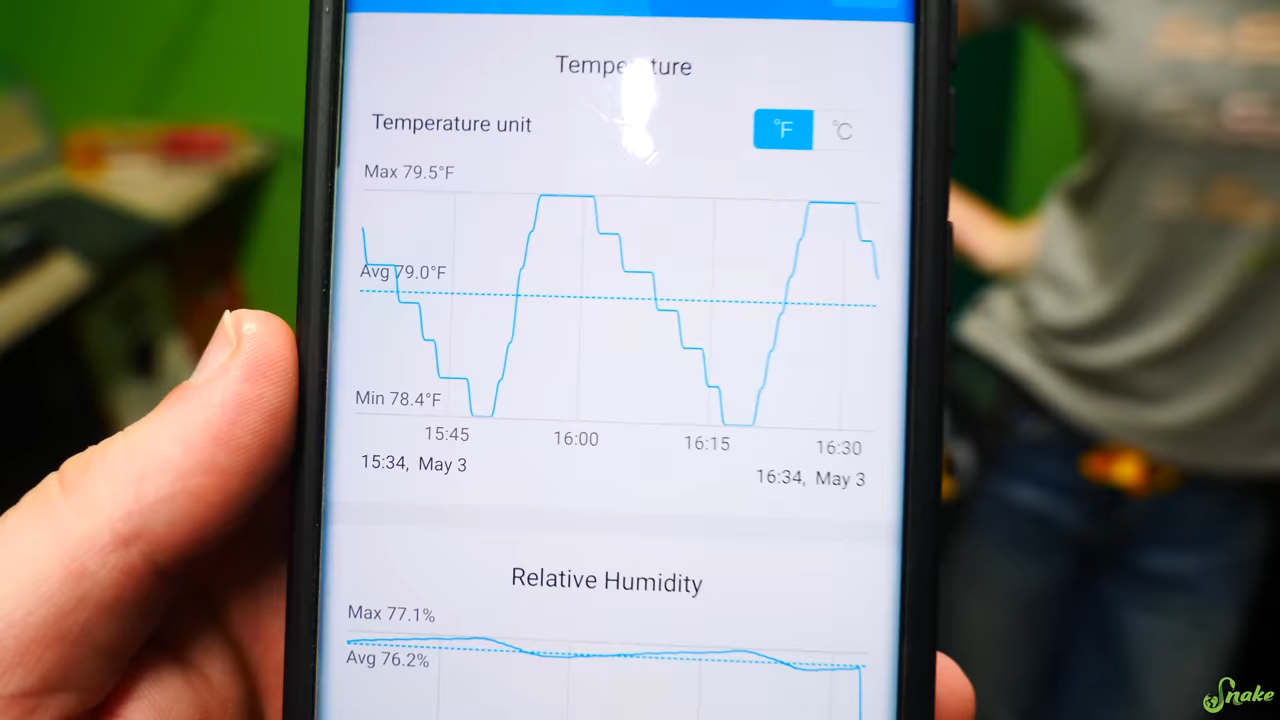 Temperature
Temperature unit
°F °C
Max 79.5°F
Avg 79.0°F
Min 78.4°F
15:45 16:00 16:15 16:30
15:34, May 3
16:34, May 3
Relative Humidity
Max 77.1%
Avg 76.2%
Snake